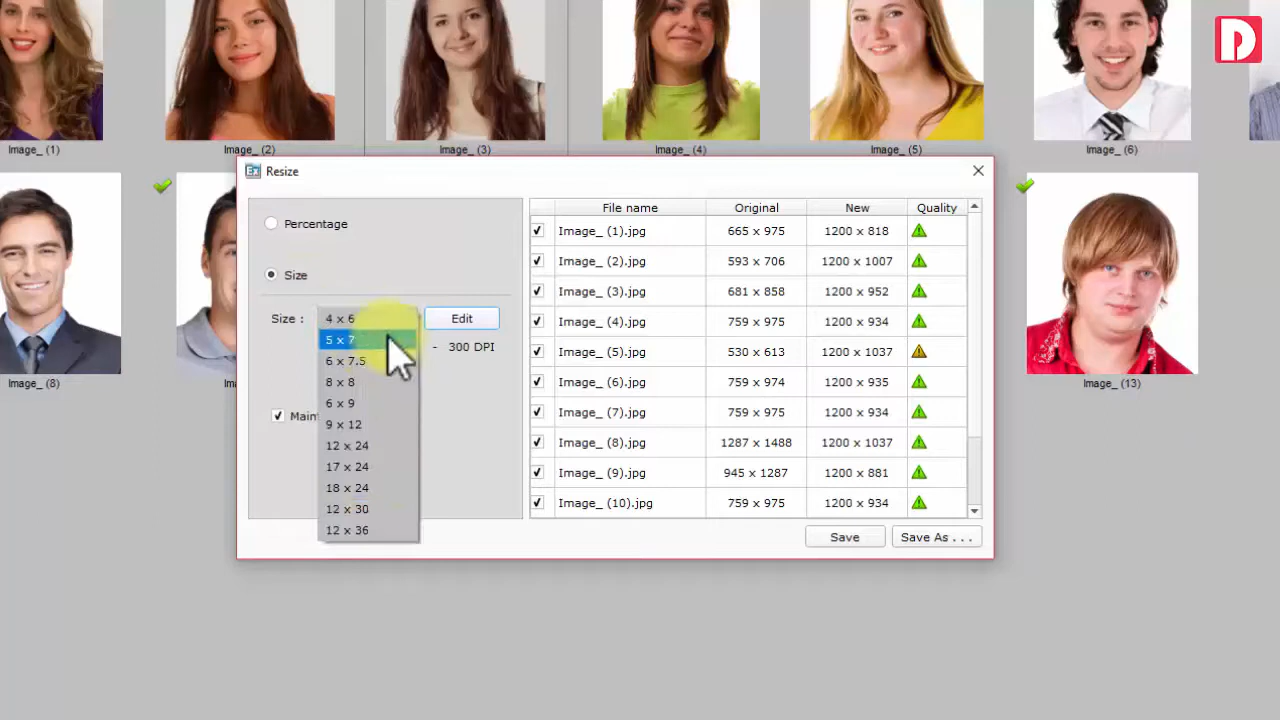 D
Image_ (1)
Image_ (2)
Image_ (3)
Image_ (4)
Image_ (5)
Image_ (6)
Resize
Percentage
Size
Size :
4 x 6
5 x 7
6 x 7.5
8 x 8
6 x 9
9 x 12
12 x 24
17 x 24
18 x 24
12 x 30
12 x 36
Edit
- 300 DPI
File name Original New Quality
Image_ (1).jpg 665 x 975 1200 x 818
Image_ (2).jpg 593 x 706 1200 x 1007
Image_ (3).jpg 681 x 858 1200 x 952
Image_ (4).jpg 759 x 975 1200 x 934
Image_ (5).jpg 530 x 613 1200 x 1037
Image_ (6).jpg 759 x 974 1200 x 935
Image_ (7).jpg 759 x 975 1200 x 934
Image_ (8).jpg 1287 x 1488 1200 x 1037
Image_ (9).jpg 945 x 1287 1200 x 881
Image_ (10).jpg 759 x 975 1200 x 934
Save
Save As . . .
Image_ (8)
Image_ (13)